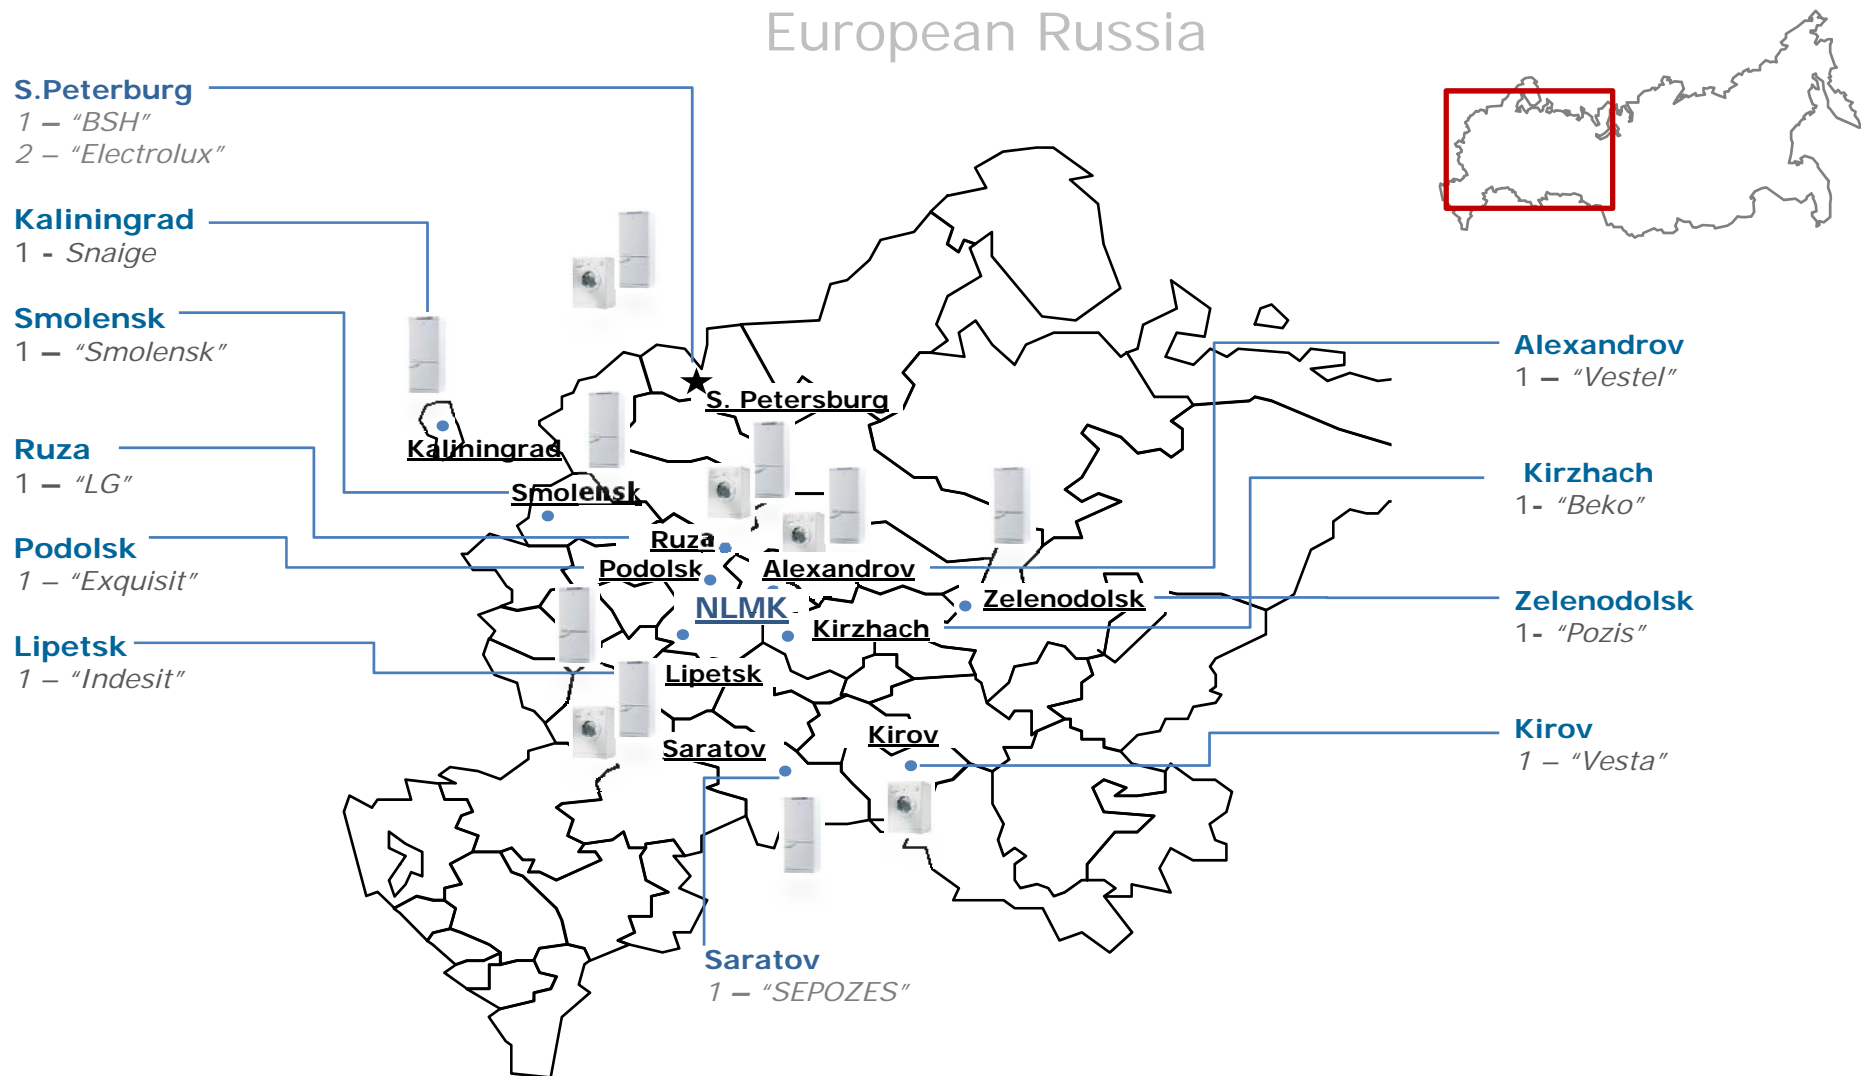 European Russia
S.Peterburg
1 – “BSH”
2 – “Electrolux”
Kaliningrad
1 - Snaige
Smolensk
1 – “Smolensk”
Ruza
1 – “LG”
Podolsk
1 – “Exquisit”
Lipetsk
1 – “Indesit”
S. Petersburg
Kaliningrad
Smolensk
Ruza
Podolsk
Alexandrov
NLMK
Zelenodolsk
Kirzhach
Lipetsk
Kirov
Saratov
Alexandrov
1 – “Vestel”
Kirzhach
1- “Beko”
Zelenodolsk
1- “Pozis”
Kirov
1 – “Vesta”
Saratov
1 – “SEPOZES”